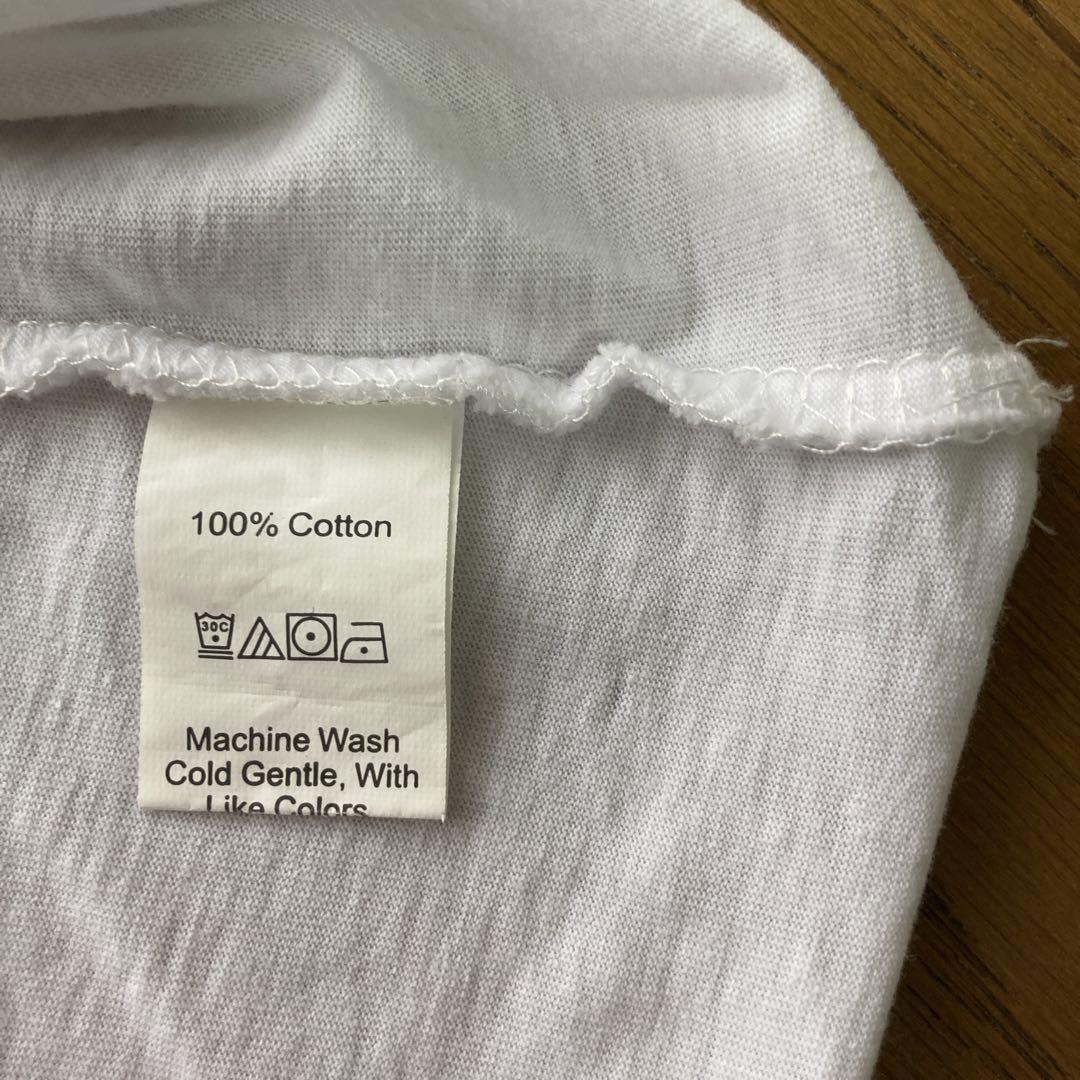 100% Cotton
30C
Machine Wash
Cold Gentle, With
Like Colors